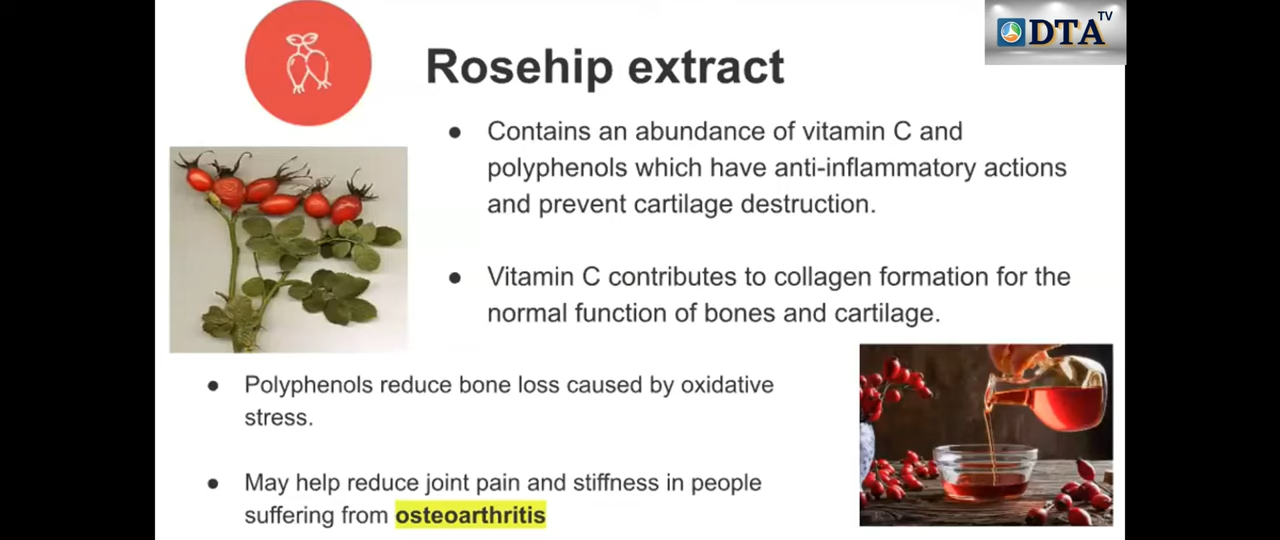 DTA TV
Rosehip extract
● Contains an abundance of vitamin C and
polyphenols which have anti-inflammatory actions
and prevent cartilage destruction.
● Vitamin C contributes to collagen formation for the
normal function of bones and cartilage.
● Polyphenols reduce bone loss caused by oxidative
stress.
● May help reduce joint pain and stiffness in people
suffering from osteoarthritis